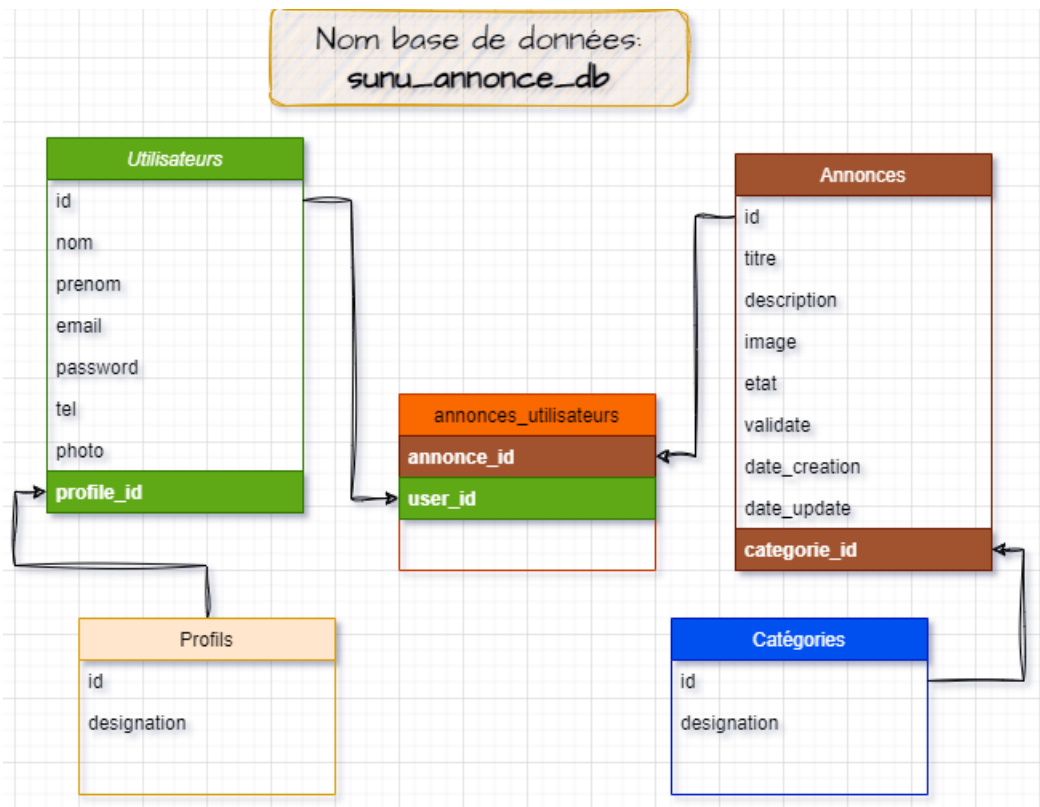 Nom base de données:
sunu_annonce_db
Utilisateurs
id
nom
prenom
email
password
tel
photo
profile_id
annonces_utilisateurs
annonce_id
user_id
Annonces
id
titre
description
image
etat
validate
date_creation
date_update
categorie_id
Profils
id
designation
Catégories
id
designation